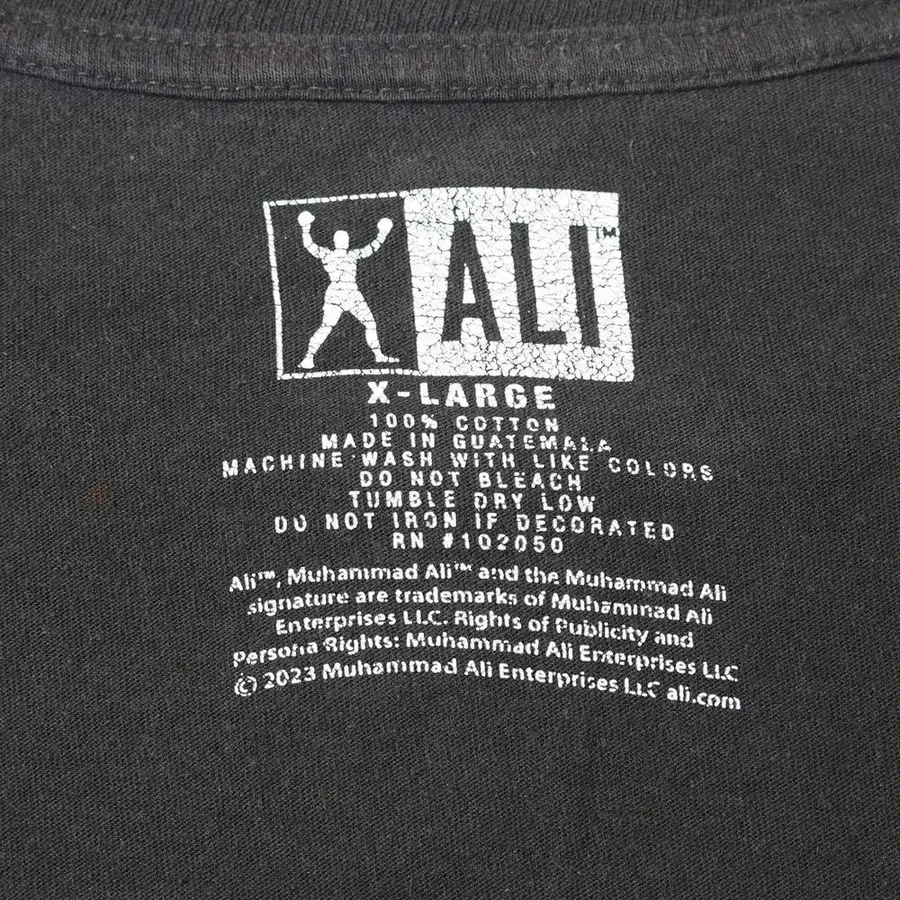 ALI™
X-LARGE
100% COTTON
MADE IN GUATEMALA
MACHINE WASH WITH LIKE COLORS
DO NOT BLEACH
TUMBLE DRY LOW
DO NOT IRON IF DECORATED
RN #102050
Ali™, Muhammad Ali™ and the Muhammad Ali
signature are trademarks of Muhammad Ali
Enterprises LLC. Rights of Publicity and
Persona Rights: Muhammad Ali Enterprises LLC
© 2023 Muhammad Ali Enterprises LLC ali.com